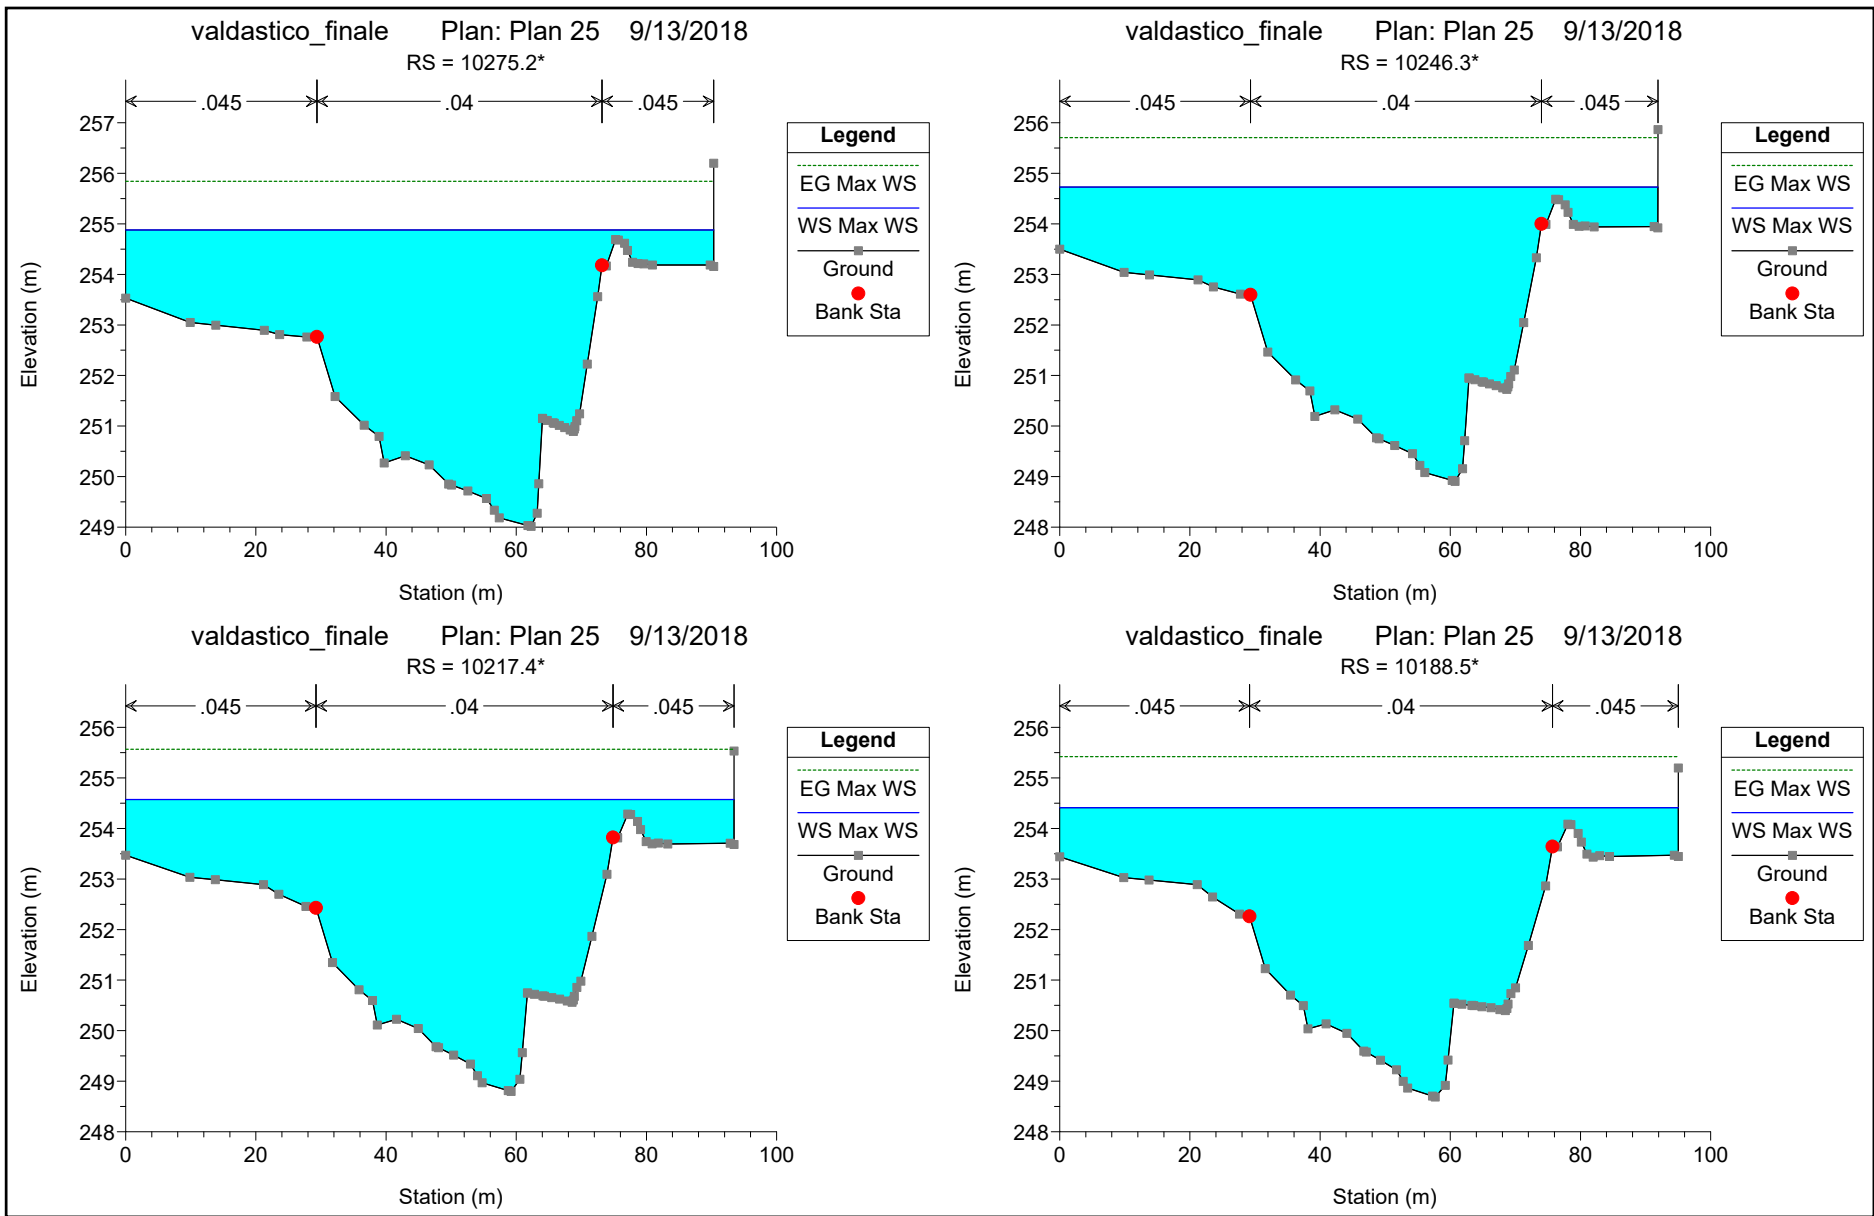 valdastico_finale Plan: Plan 25 9/13/2018
RS = 10275.2*
.045 .04 .045
257
256
255
254
253
252
251
250
249
0 20 40 60 80 100
Elevation (m)
Station (m)
Legend
EG Max WS
WS Max WS
Ground
Bank Sta
valdastico_finale Plan: Plan 25 9/13/2018
RS = 10246.3*
.045 .04 .045
256
255
254
253
252
251
250
249
248
0 20 40 60 80 100
Elevation (m)
Station (m)
Legend
EG Max WS
WS Max WS
Ground
Bank Sta
valdastico_finale Plan: Plan 25 9/13/2018
RS = 10217.4*
.045 .04 .045
256
255
254
253
252
251
250
249
248
0 20 40 60 80 100
Elevation (m)
Station (m)
Legend
EG Max WS
WS Max WS
Ground
Bank Sta
valdastico_finale Plan: Plan 25 9/13/2018
RS = 10188.5*
.045 .04 .045
256
255
254
253
252
251
250
249
248
0 20 40 60 80 100
Elevation (m)
Station (m)
Legend
EG Max WS
WS Max WS
Ground
Bank Sta